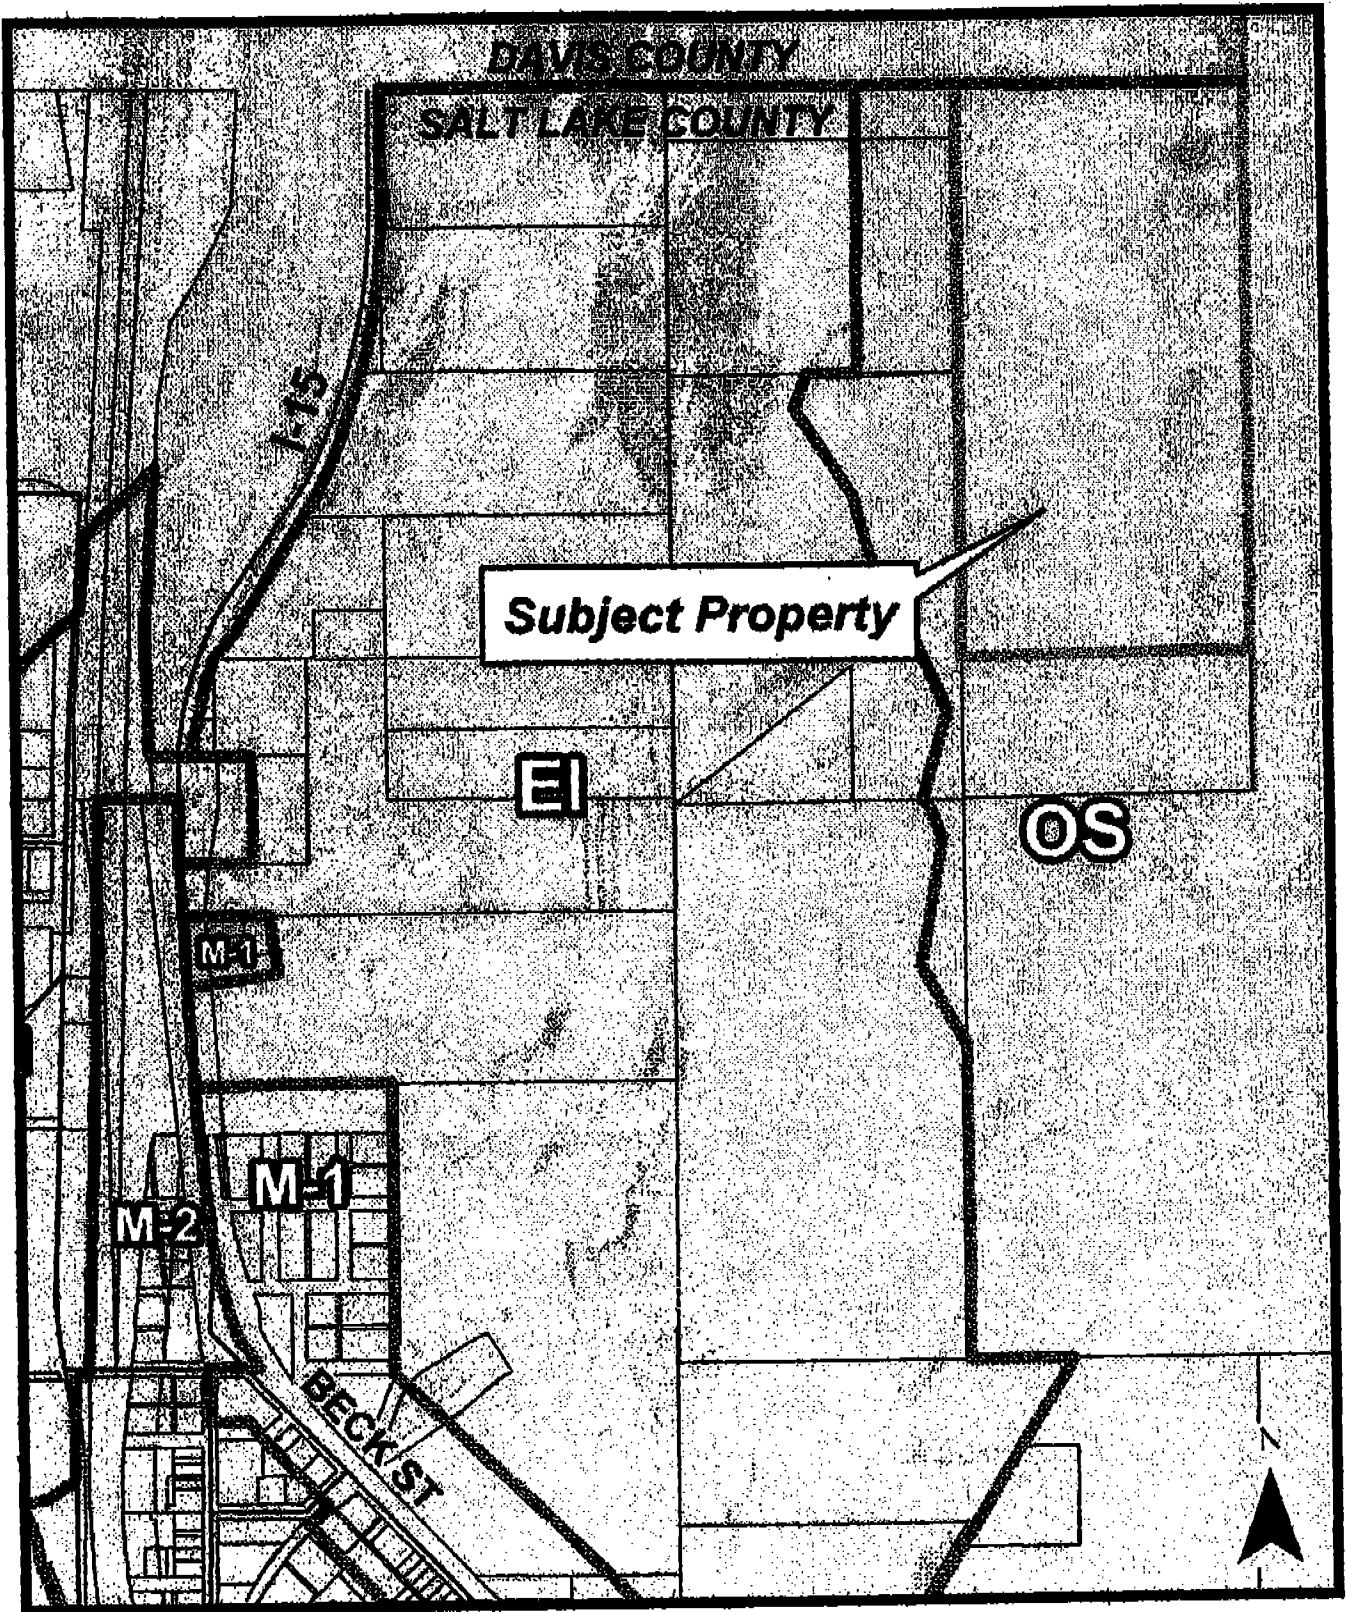 DAVIS COUNTY
SALT LAKE COUNTY
I-15
Subject Property
EI
OS
M-1
M-1
M-2
BECK ST
N